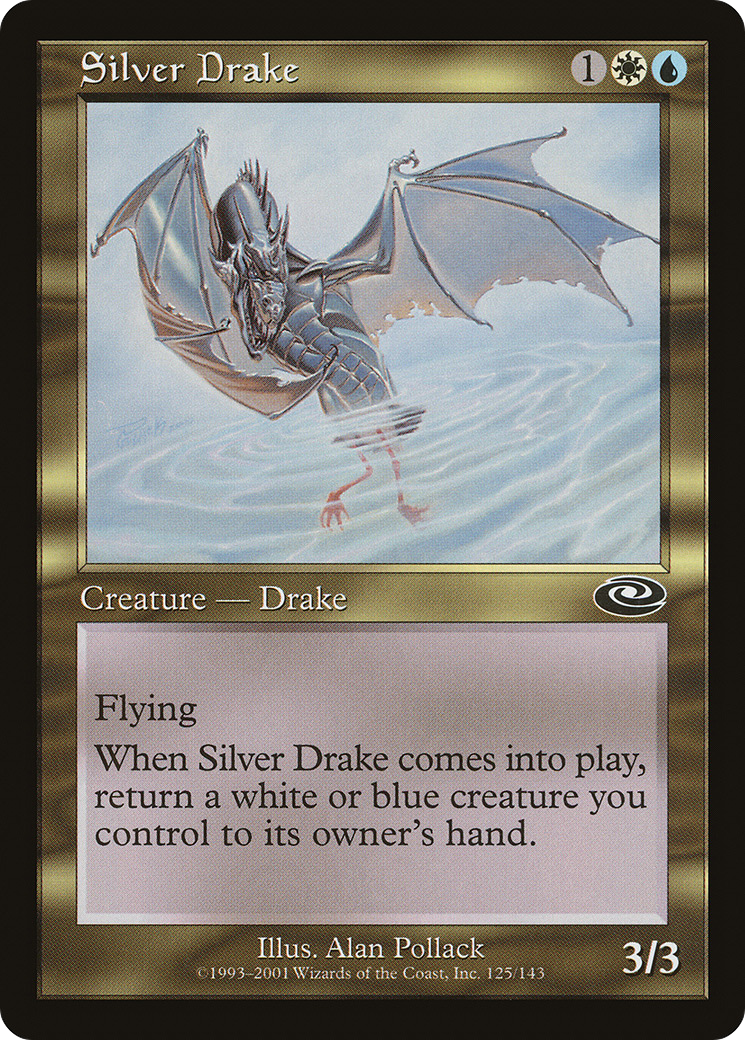 Silver Drake 1
Creature — Drake
Flying
When Silver Drake comes into play,
return a white or blue creature you
control to its owner's hand.
Illus. Alan Pollack
©1993–2001 Wizards of the Coast, Inc. 125/143
3/3